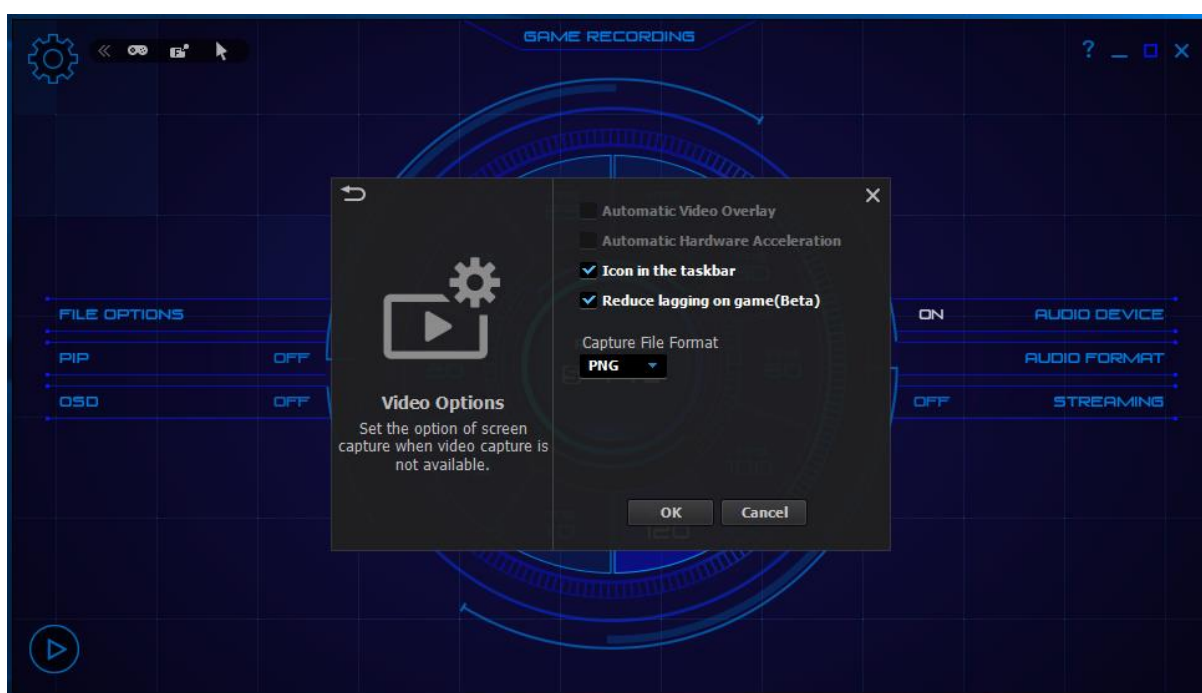 GAME RECORDING
?
Automatic Video Overlay
Automatic Hardware Acceleration
Icon in the taskbar
Reduce lagging on game(Beta)
Capture File Format
PNG
Video Options
Set the option of screen
capture when video capture is
not available.
OK Cancel
FILE OPTIONS
PIP OFF
OSD OFF
ON AUDIO DEVICE
AUDIO FORMAT
OFF STREAMING
120